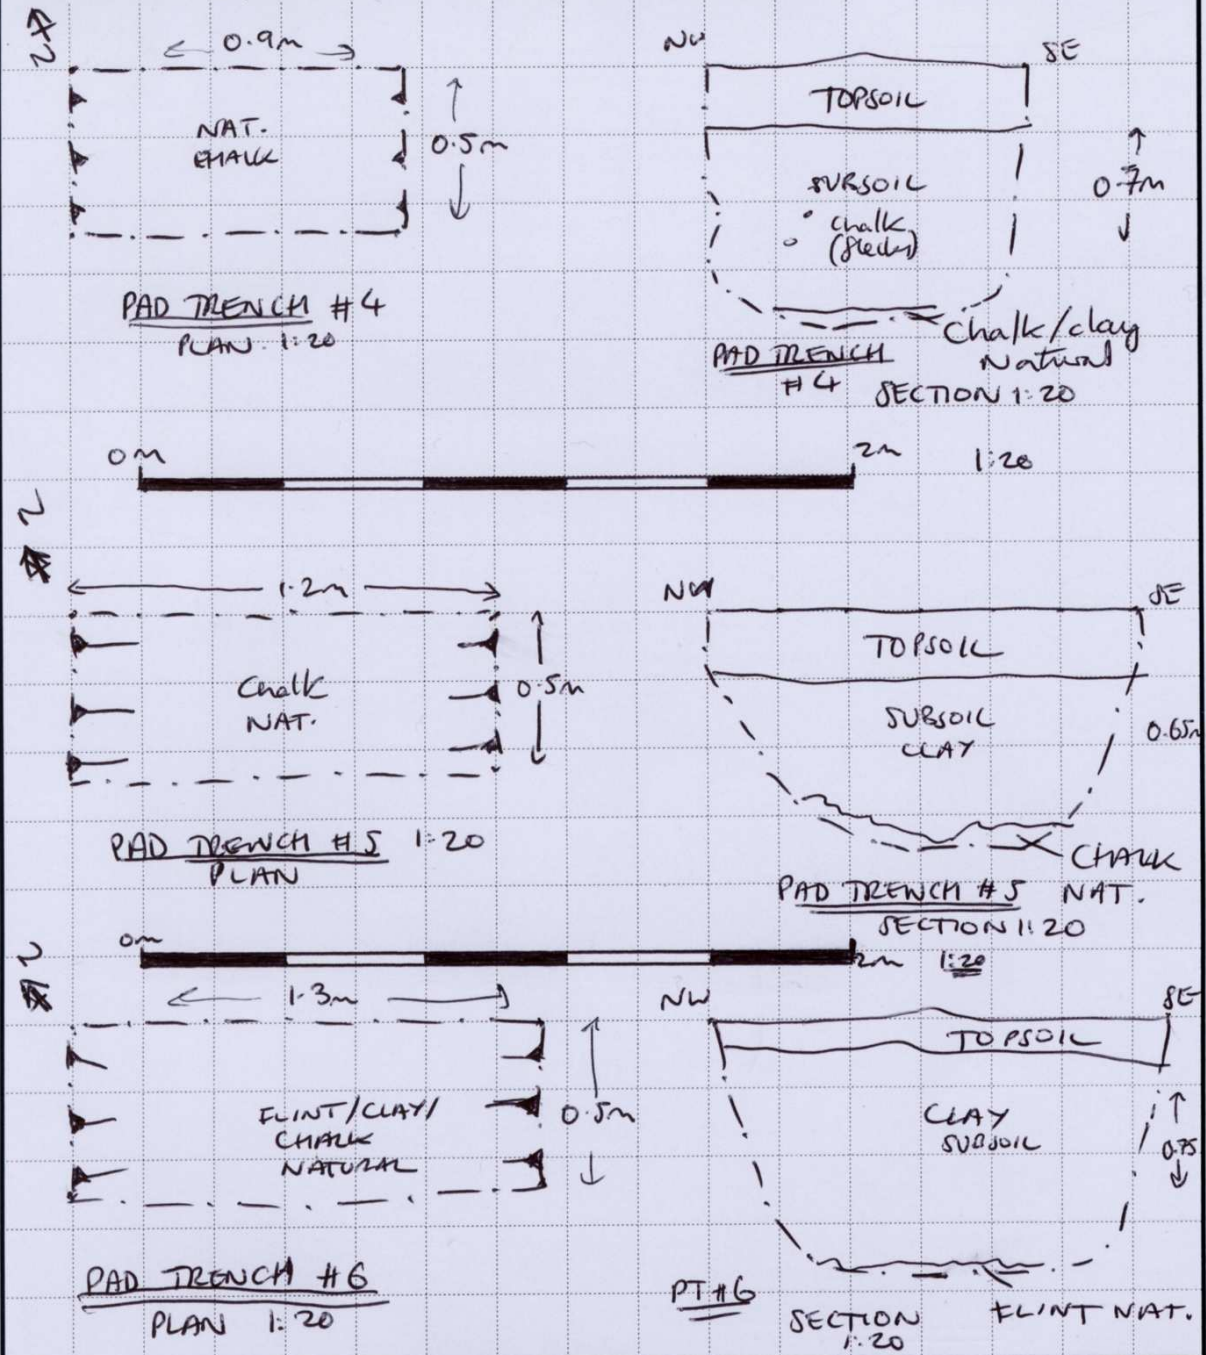 N
0.9m
NAT.
CHALK
0.5m
PAD TRENCH #4
PLAN. 1:20
NW
SE
TOPSOIL
SUBSOIL
chalk
(flecks)
0.7m
Chalk/clay
Natural
PAD TRENCH
#4
SECTION 1:20
0m
2m
1:20
N
1.2m
Chalk
NAT.
0.5m
PAD TRENCH #5 1:20
PLAN
NW
SE
TOPSOIL
SUBSOIL
CLAY
0.65m
CHALK
NAT.
PAD TRENCH #5
SECTION 1:20
0m
2m
1:20
N
1.3m
FLINT/CLAY/
CHALK
NATURAL
0.5m
PAD TRENCH #6
PLAN 1:20
NW
SE
TOPSOIL
CLAY
SUBSOIL
0.75
FLINT NAT.
PT#6
SECTION
1:20